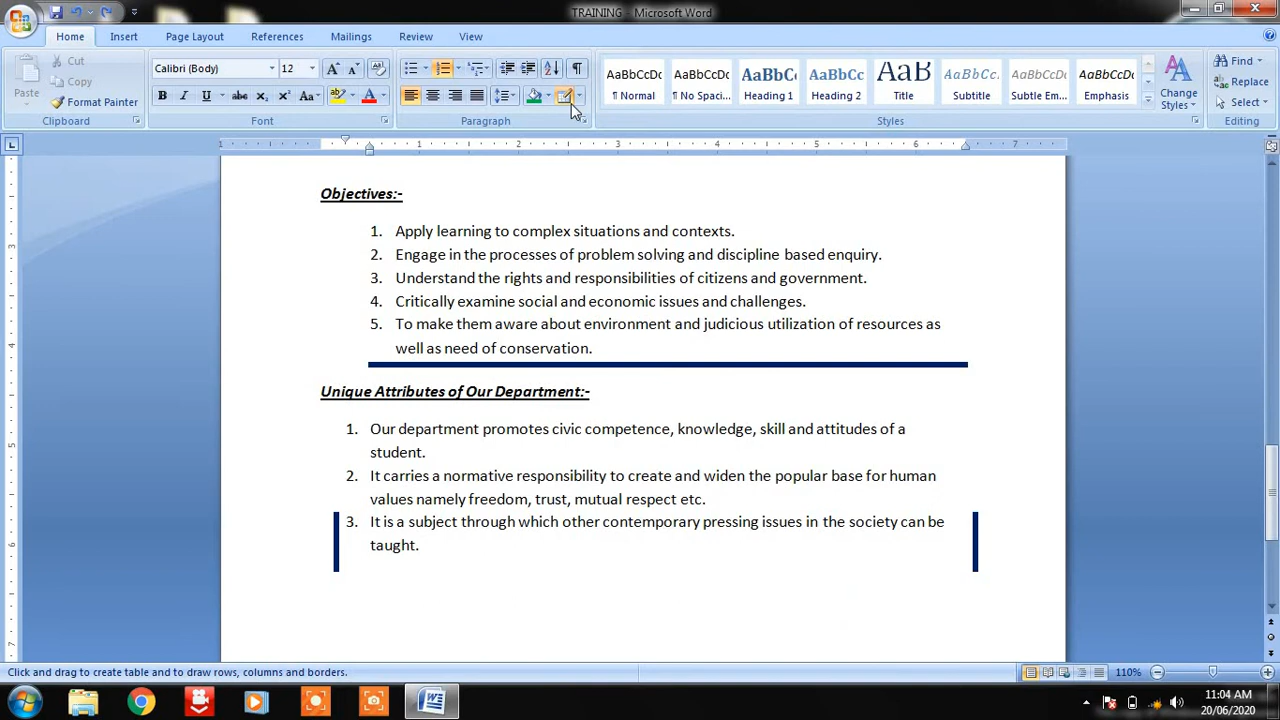 TRAINING - Microsoft Word
Home Insert Page Layout References Mailings Review View
Paste
Cut
Copy
Format Painter
Clipboard
Calibri (Body) 12
Font
Paragraph
AaBbCcDc AaBbCcDc AaBbC AaBbCc AaB AaBbCc. AaBbCcDc AaBbCcDc
¶ Normal ¶ No Spaci... Heading 1 Heading 2 Title Subtitle Subtle Em... Emphasis
Change Styles
Styles
Find
Replace
Select
Editing
1 1 2 3 4 5 6 7
Objectives:-
1. Apply learning to complex situations and contexts.
2. Engage in the processes of problem solving and discipline based enquiry.
3. Understand the rights and responsibilities of citizens and government.
4. Critically examine social and economic issues and challenges.
5. To make them aware about environment and judicious utilization of resources as
well as need of conservation.
Unique Attributes of Our Department:-
1. Our department promotes civic competence, knowledge, skill and attitudes of a
student.
2. It carries a normative responsibility to create and widen the popular base for human
values namely freedom, trust, mutual respect etc.
3. It is a subject through which other contemporary pressing issues in the society can be
taught.
Click and drag to create table and to draw rows, columns and borders.
110%
11:04 AM
20/06/2020